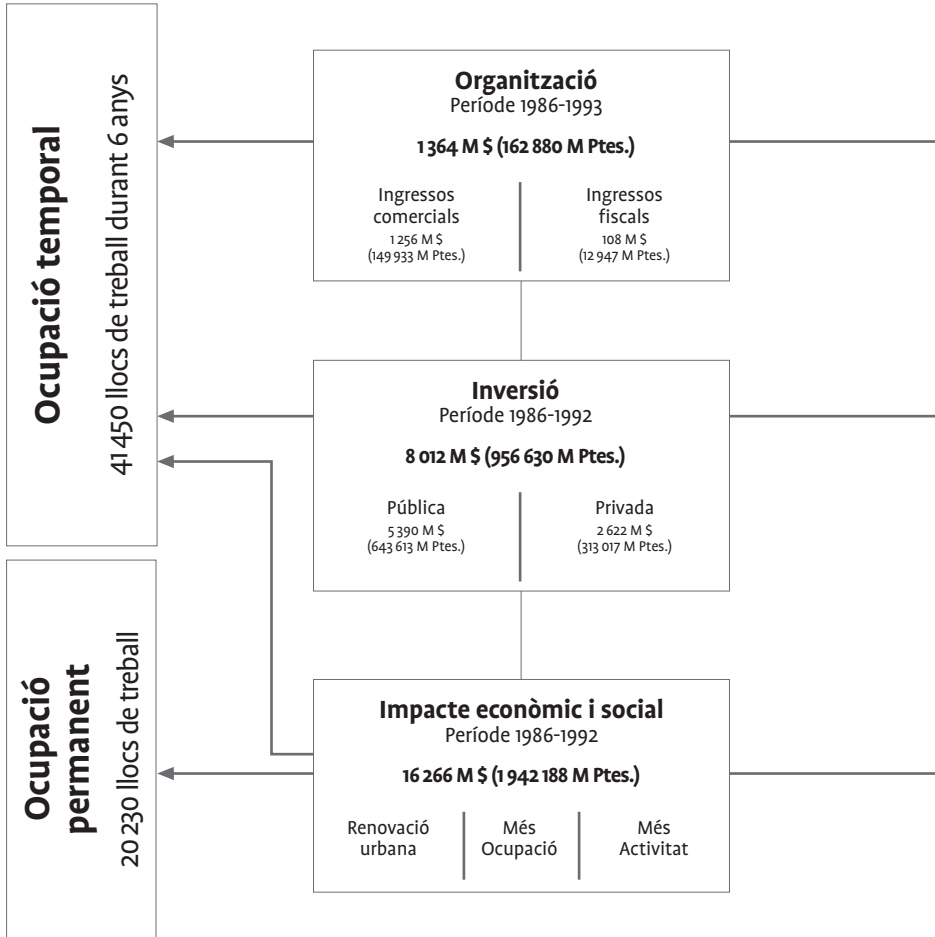 Ocupació temporal
41 450 llocs de treball durant 6 anys
Ocupació
permanent
20 230 llocs de treball
Organització
Període 1986-1993
1 364 M $ (162 880 M Ptes.)
Ingressos
comercials
1 256 M $
(149 933 M Ptes.)
Ingressos
fiscals
108 M $
(12 947 M Ptes.)
Inversió
Període 1986-1992
8 012 M $ (956 630 M Ptes.)
Pública
5 390 M $
(643 613 M Ptes.)
Privada
2 622 M $
(313 017 M Ptes.)
Impacte econòmic i social
Període 1986-1992
16 266 M $ (1 942 188 M Ptes.)
Renovació
urbana
Més
Ocupació
Més
Activitat